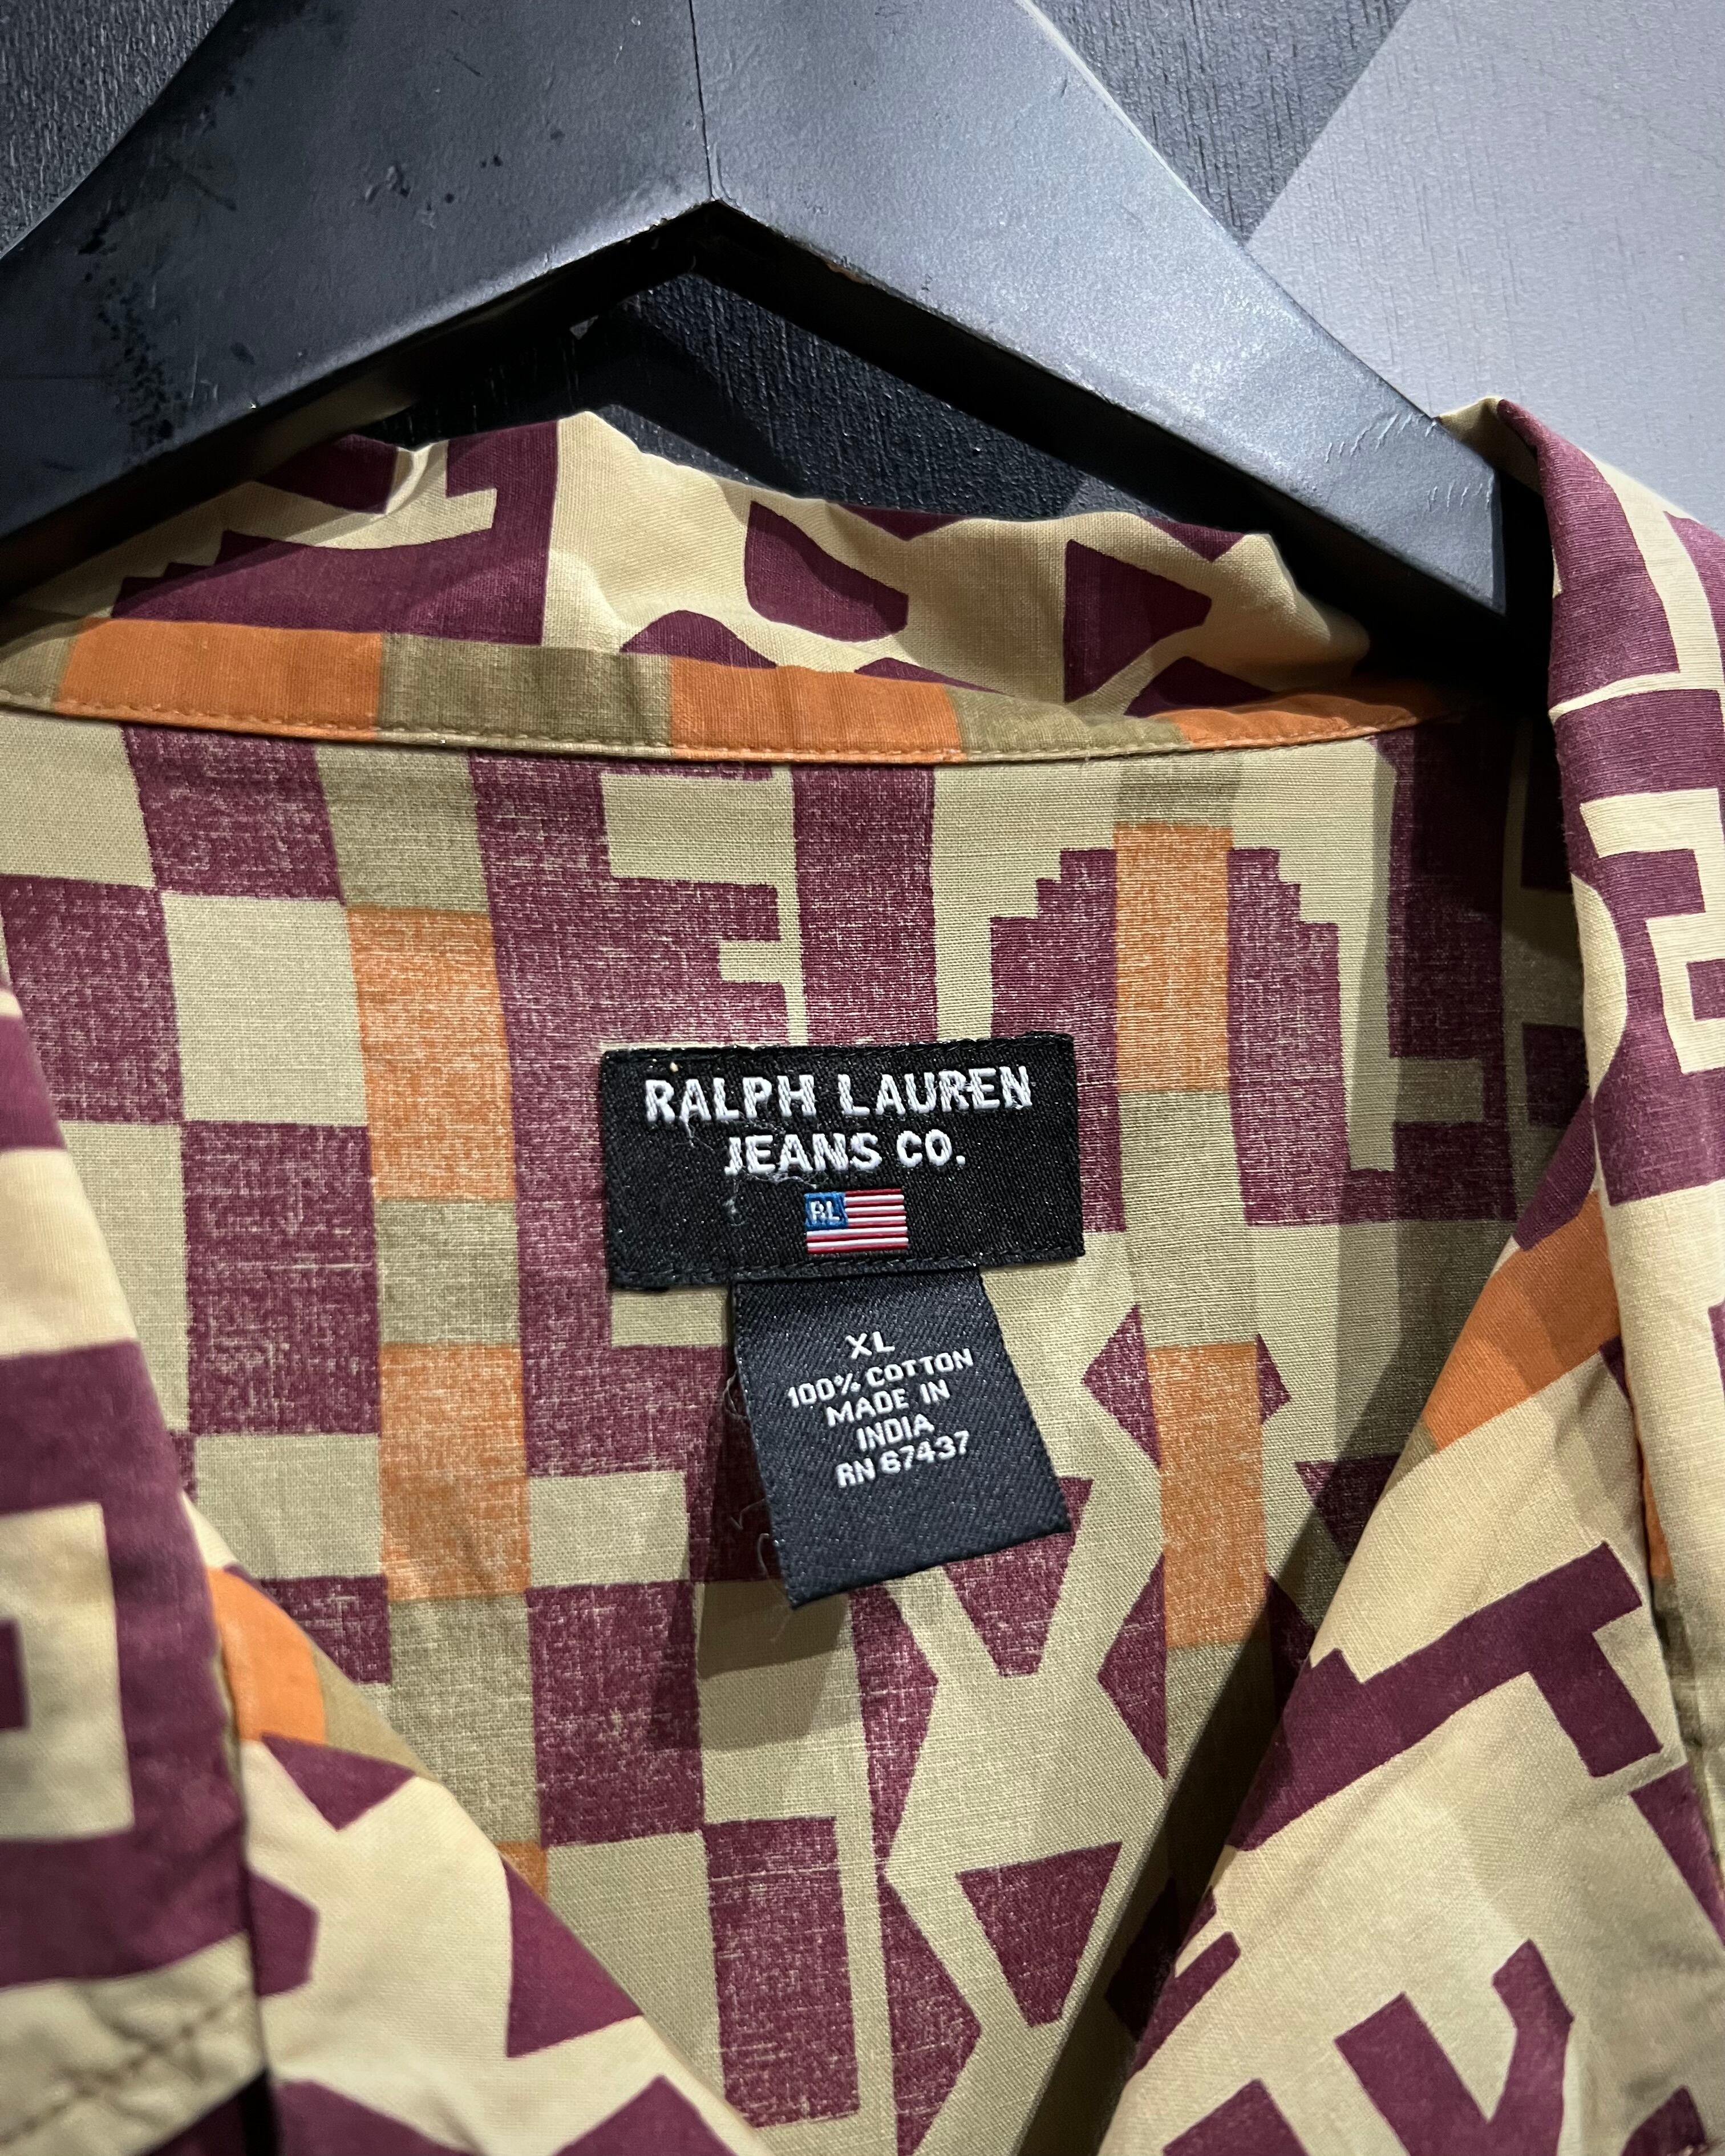 RALPH LAUREN
JEANS CO.
RL
XL
100% COTTON
MADE IN
INDIA
RN 67437